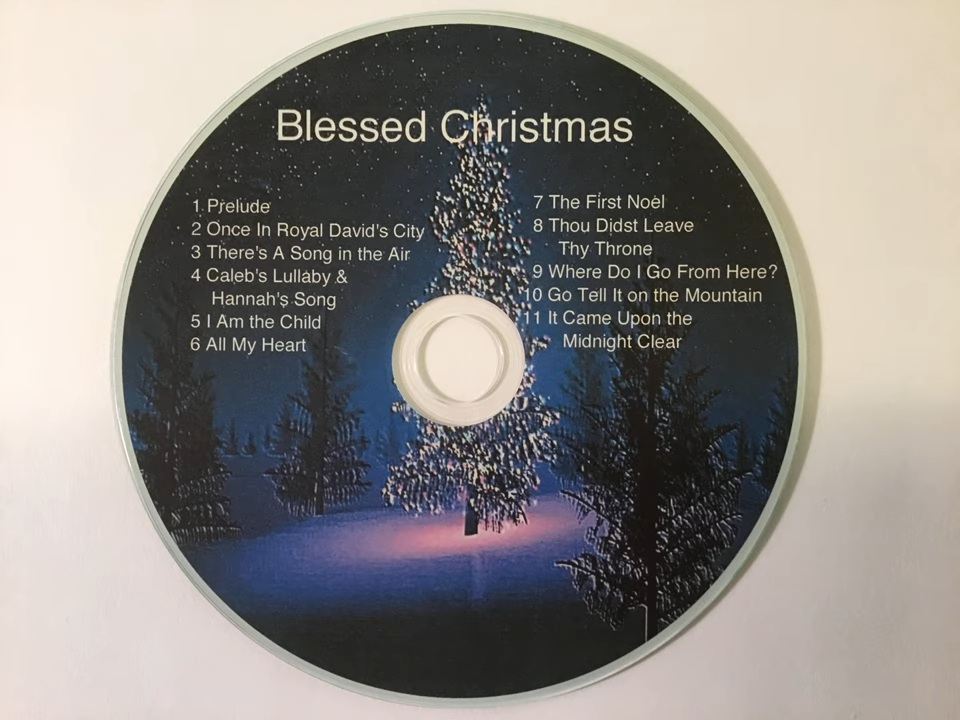 Blessed Christmas
1 Prelude
2 Once In Royal David's City
3 There's A Song in the Air
4 Caleb's Lullaby &
Hannah's Song
5 I Am the Child
6 All My Heart
7 The First Noel
8 Thou Didst Leave
Thy Throne
9 Where Do I Go From Here?
10 Go Tell It on the Mountain
11 It Came Upon the
Midnight Clear